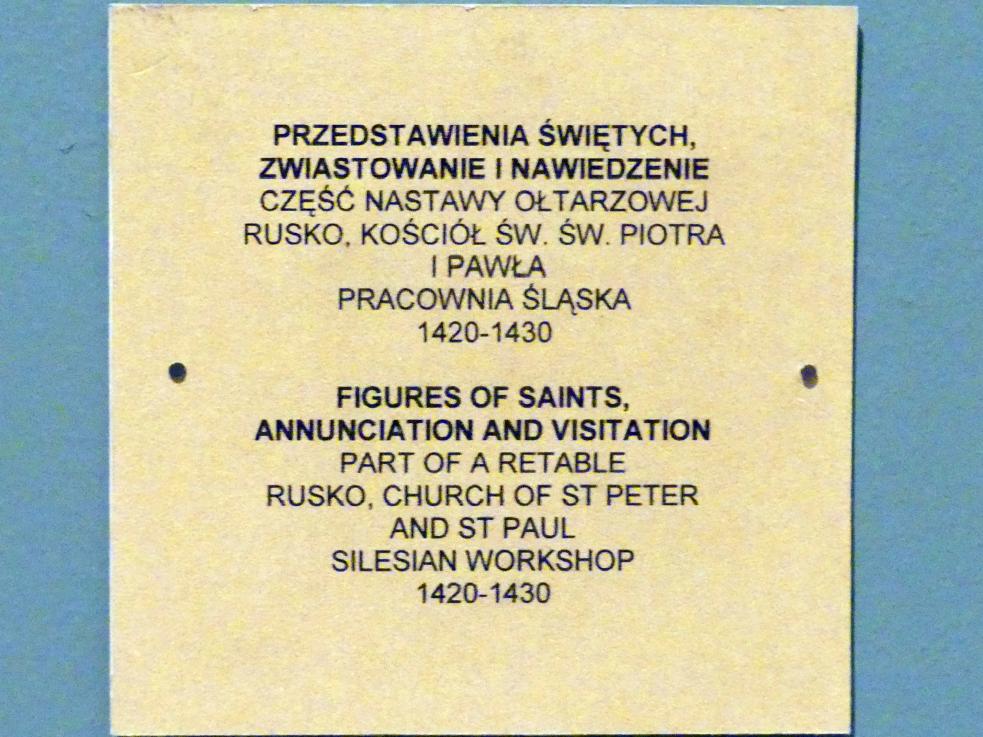 PRZEDSTAWIENIA ŚWIĘTYCH,
ZWIASTOWANIE I NAWIEDZENIE
CZĘŚĆ NASTAWY OŁTARZOWEJ
RUSKO, KOŚCIÓŁ ŚW. ŚW. PIOTRA
I PAWŁA
PRACOWNIA ŚLĄSKA
1420-1430
FIGURES OF SAINTS,
ANNUNCIATION AND VISITATION
PART OF A RETABLE
RUSKO, CHURCH OF ST PETER
AND ST PAUL
SILESIAN WORKSHOP
1420-1430